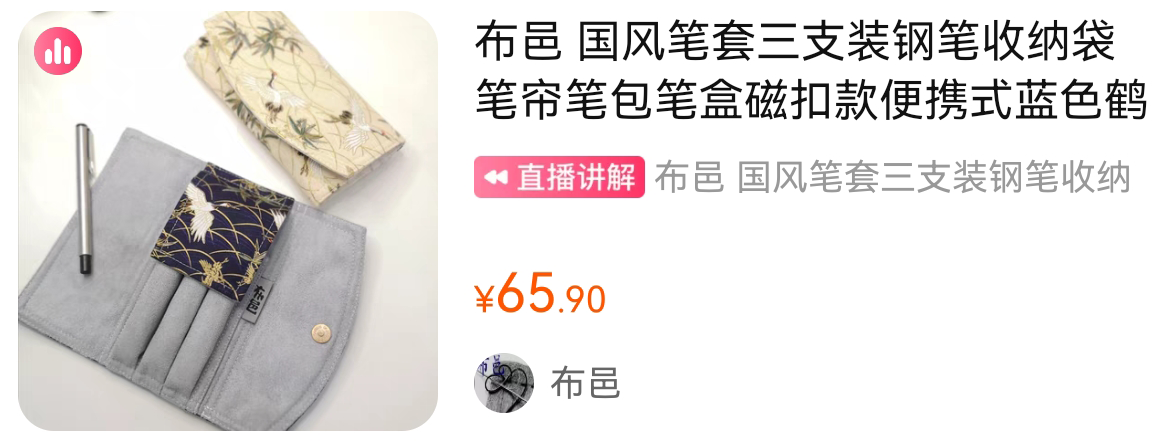 布邑 国风笔套三支装钢笔收纳袋
笔帘笔包笔盒磁扣款便携式蓝色鹤
直播讲解 布邑 国风笔套三支装钢笔收纳
¥65.90
布邑
布邑